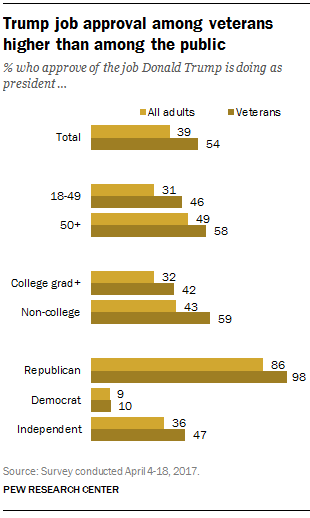 Trump job approval among veterans
higher than among the public
% who approve of the job Donald Trump is doing as
president ...
All adults Veterans
Total 39
54
18-49 31
46
50+ 49
58
College grad+ 32
42
Non-college 43
59
Republican 86
98
Democrat 9
10
Independent 36
47
Source: Survey conducted April 4-18, 2017.
PEW RESEARCH CENTER